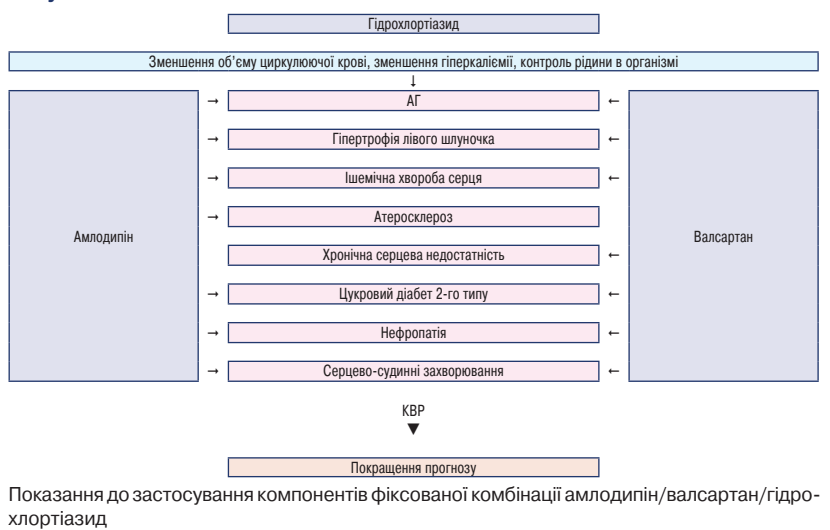 Гідрохлортіазид
Зменшення об’єму циркулюючої крові, зменшення гіперкаліємії, контроль рідини в організмі
↓
→ АГ ←
→ Гіпертрофія лівого шлуночка ←
→ Ішемічна хвороба серця ←
→ Атеросклероз
Амлодипін
Валсартан
Хронічна серцева недостатність ←
→ Цукровий діабет 2-го типу ←
→ Нефропатія ←
→ Серцево-судинні захворювання ←
КВР
▼
Покращення прогнозу
Показання до застосування компонентів фіксованої комбінації амлодипін/валсартан/гідро-
хлортіазид